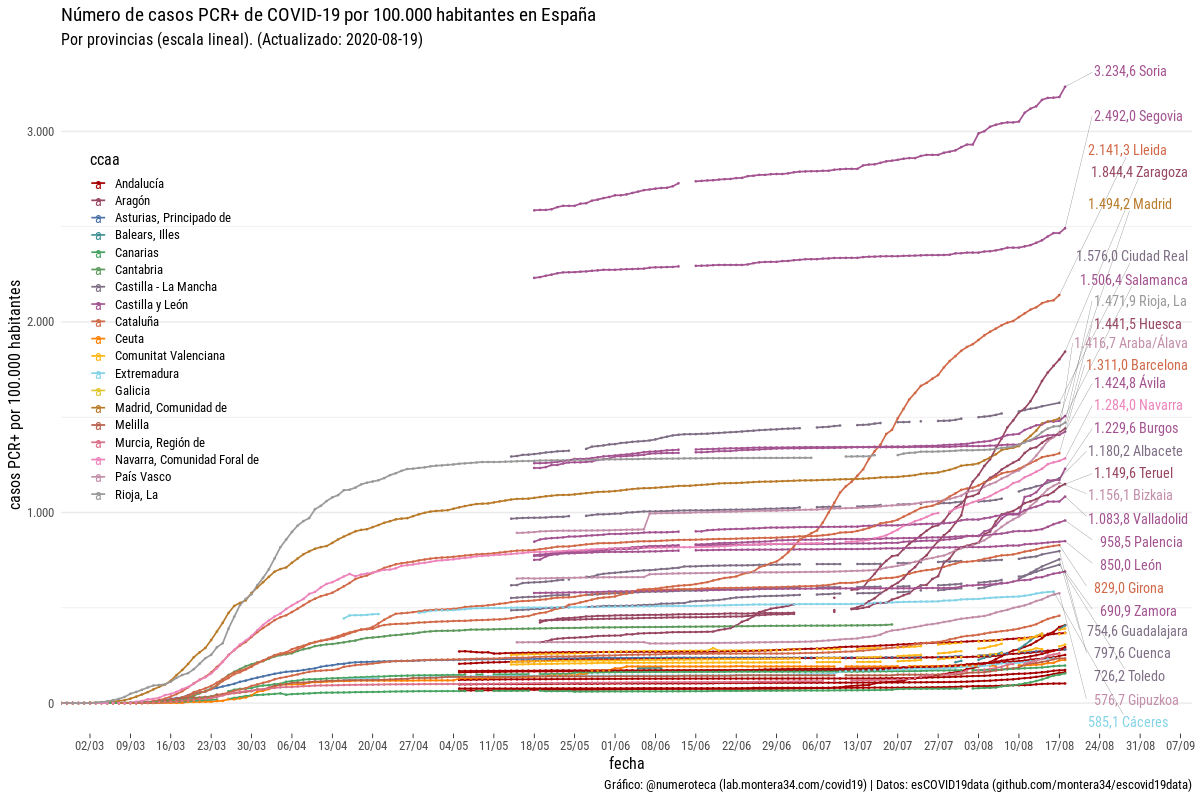 Número de casos PCR+ de COVID-19 por 100.000 habitantes en España
Por provincias (escala lineal). (Actualizado: 2020-08-19)
casos PCR+ por 100.000 habitantes
3.000
2.000
1.000
0
ccaa
Andalucía
Aragón
Asturias, Principado de
Balears, Illes
Canarias
Cantabria
Castilla - La Mancha
Castilla y León
Cataluña
Ceuta
Comunitat Valenciana
Extremadura
Galicia
Madrid, Comunidad de
Melilla
Murcia, Región de
Navarra, Comunidad Foral de
País Vasco
Rioja, La
3.234,6 Soria
2.492,0 Segovia
2.141,3 Lleida
1.844,4 Zaragoza
1.494,2 Madrid
1.576,0 Ciudad Real
1.506,4 Salamanca
1.471,9 Rioja, La
1.441,5 Huesca
1.416,7 Araba/Álava
1.311,0 Barcelona
1.424,8 Ávila
1.284,0 Navarra
1.229,6 Burgos
1.180,2 Albacete
1.149,6 Teruel
1.156,1 Bizkaia
1.083,8 Valladolid
958,5 Palencia
850,0 León
829,0 Girona
690,9 Zamora
754,6 Guadalajara
797,6 Cuenca
726,2 Toledo
576,7 Gipuzkoa
585,1 Cáceres
02/03 09/03 16/03 23/03 30/03 06/04 13/04 20/04 27/04 04/05 11/05 18/05 25/05 01/06 08/06 15/06 22/06 29/06 06/07 13/07 20/07 27/07 03/08 10/08 17/08 24/08 31/08 07/09
fecha
Gráfico: @numeroteca (lab.montera34.com/covid19) | Datos: esCOVID19data (github.com/montera34/escovid19data)